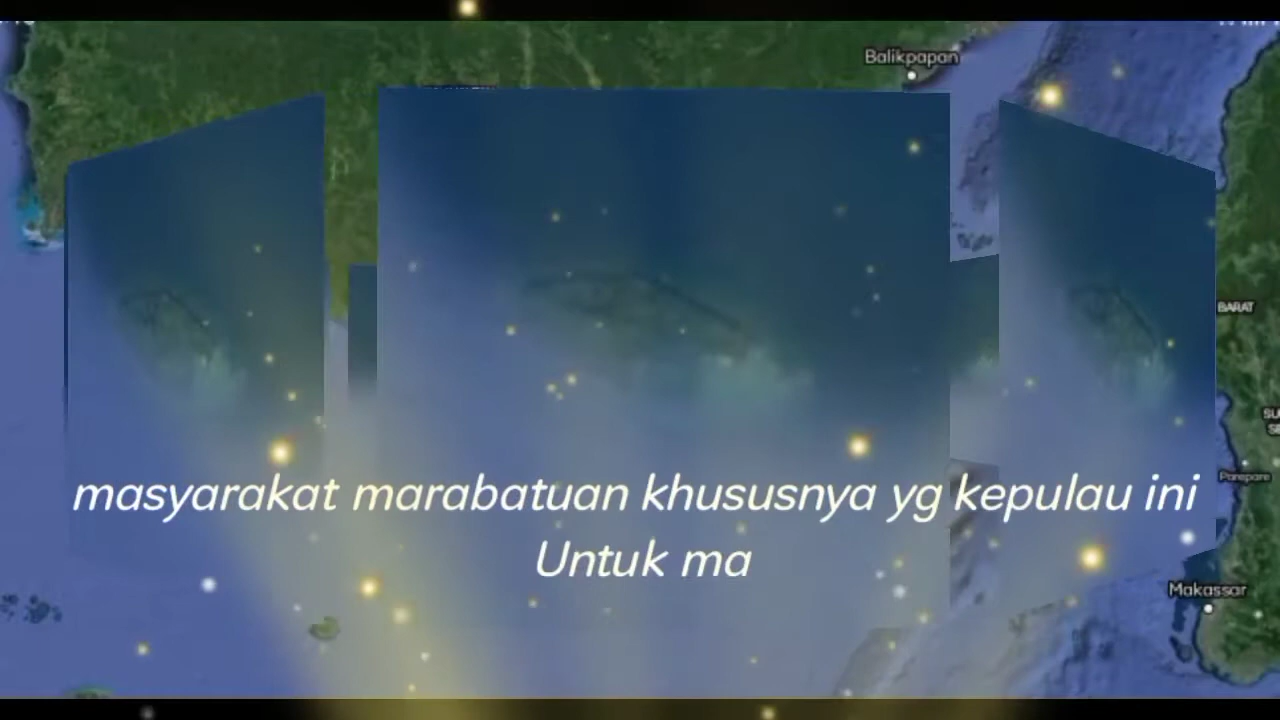 Balikpapan
BARAT
Parepare
masyarakat marabatuan khususnya yg kepulau ini
Untuk ma
Makassar